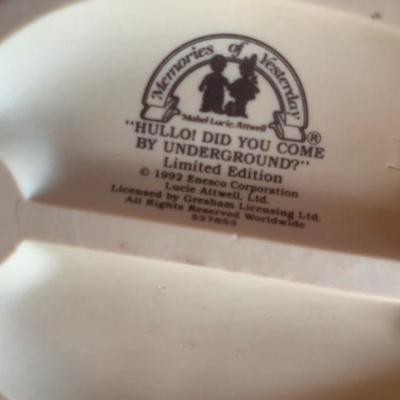 Memories of Yesterday
Mabel Lucie Attwell
®
"HULLO! DID YOU COME
BY UNDERGROUND?"
Limited Edition
© 1992 Enesco Corporation
Lucie Attwell, Ltd.
Licensed by Gresham Licensing Ltd.
All Rights Reserved Worldwide
527653